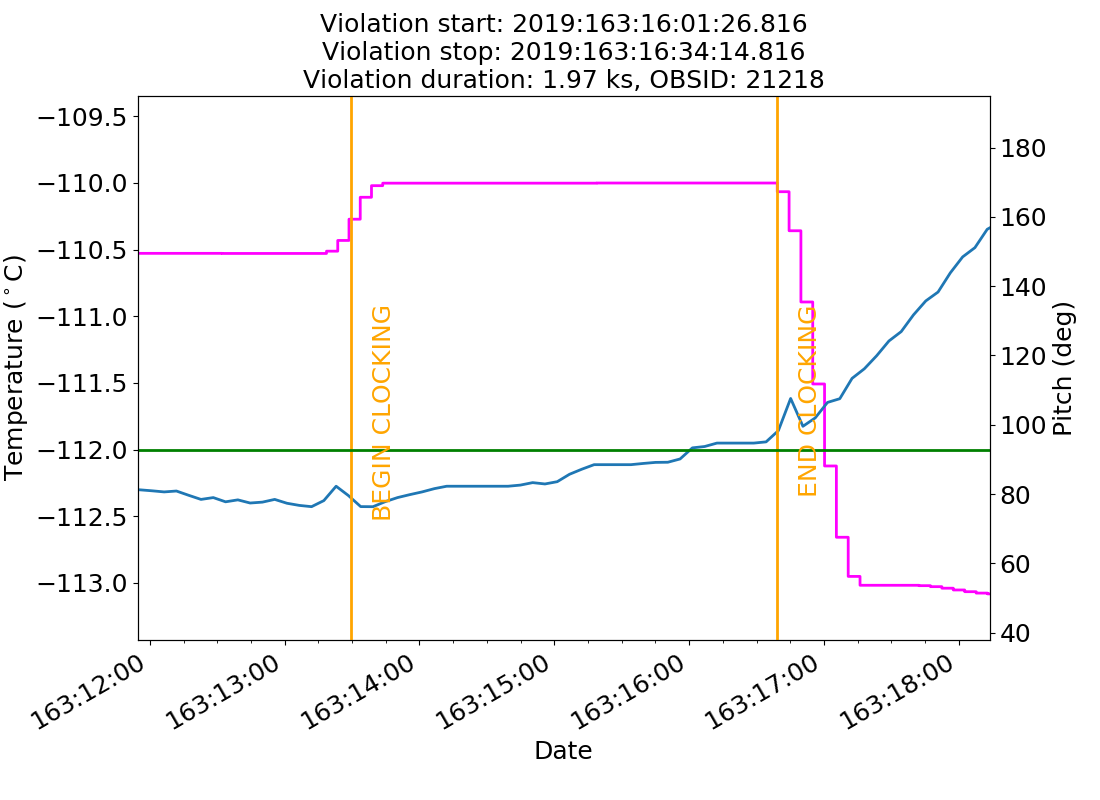 Violation start: 2019:163:16:01:26.816
Violation stop: 2019:163:16:34:14.816
Violation duration: 1.97 ks, OBSID: 21218
−109.5
−110.0
−110.5
−111.0
−111.5
−112.0
−112.5
−113.0
Temperature (°C)
BEGIN CLOCKING
END CLOCKING
180
160
140
120
100
80
60
40
Pitch (deg)
163:12:00
163:13:00
163:14:00
163:15:00
163:16:00
163:17:00
163:18:00
Date